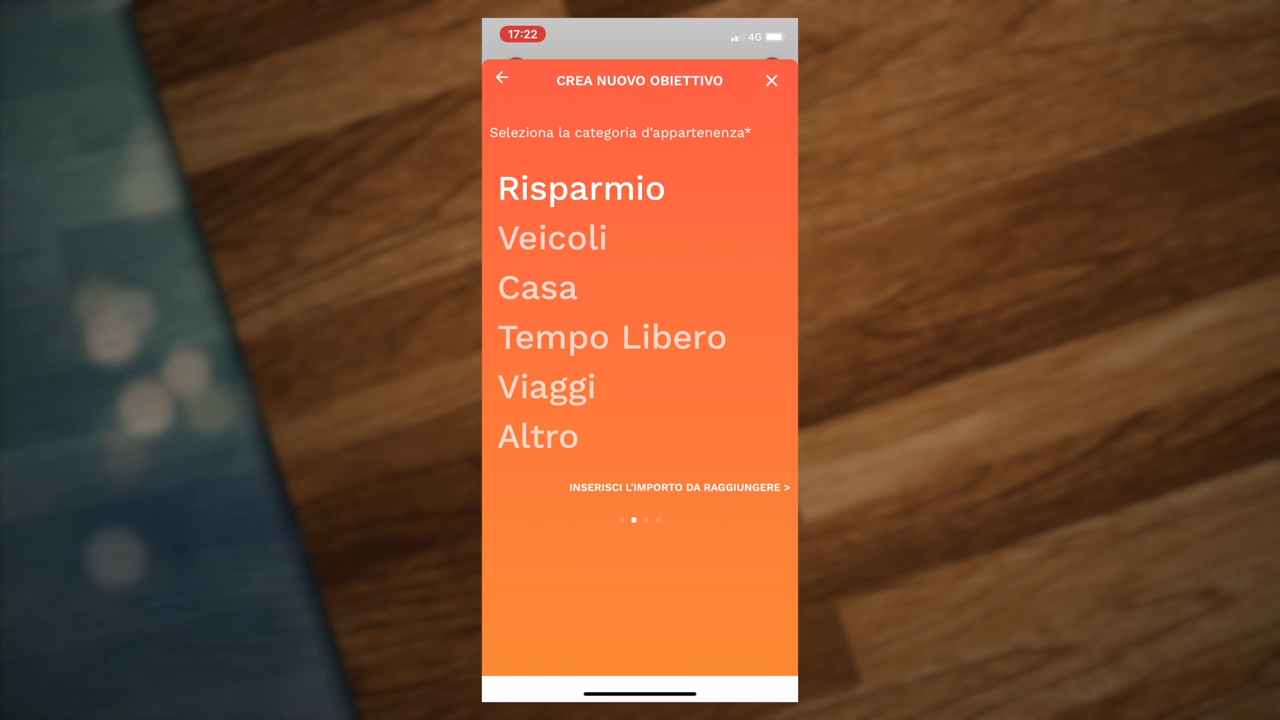 17:22
4G
CREA NUOVO OBIETTIVO
Seleziona la categoria d'appartenenza*
Risparmio
Veicoli
Casa
Tempo Libero
Viaggi
Altro
INSERISCI L'IMPORTO DA RAGGIUNGERE >